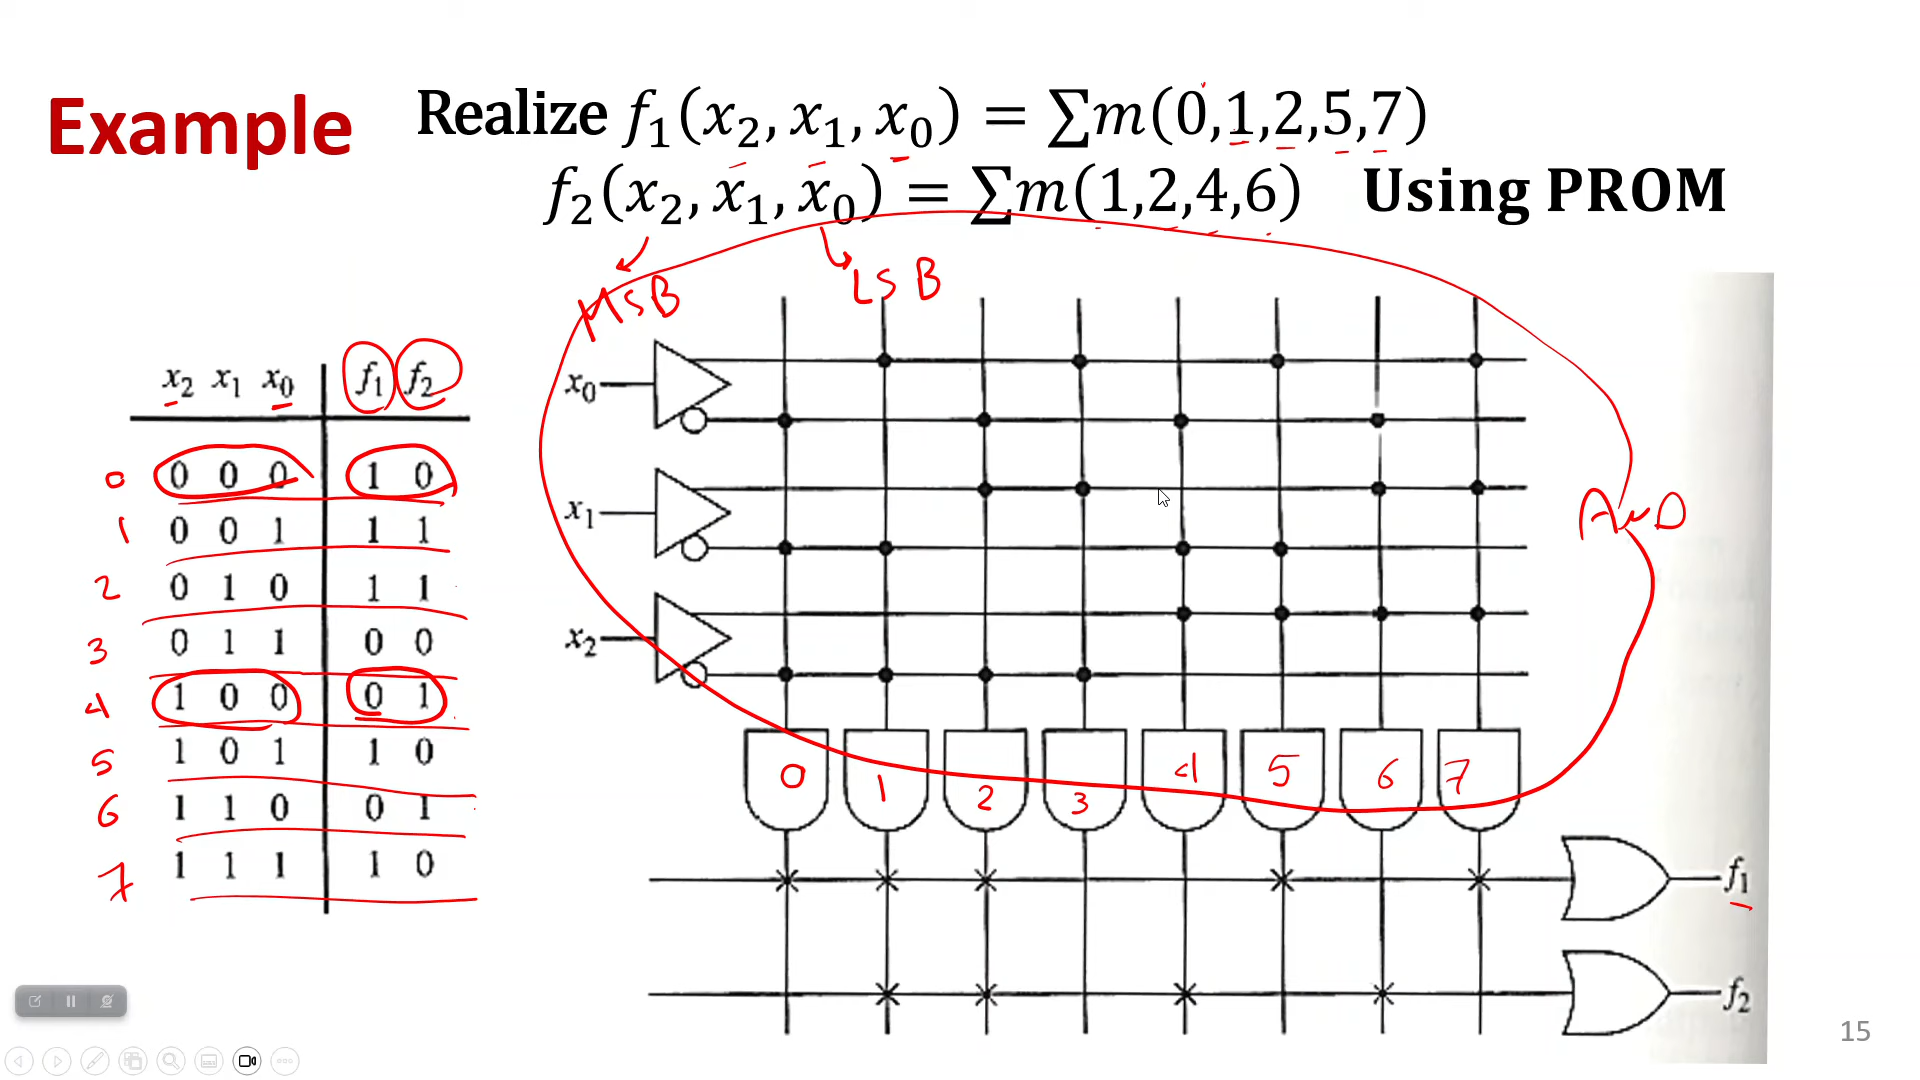 Example
Realize f₁(x₂, x₁, x₀) = ∑m(0,1,2,5,7)
f₂(x₂, x₁, x₀) = ∑m(1,2,4,6) Using PROM
MSB LSB
x₂ x₁ x₀ f₁ f₂
0 0 0 0 1 0
1 0 0 1 1 1
2 0 1 0 1 1
3 0 1 1 0 0
4 1 0 0 0 1
5 1 0 1 1 0
6 1 1 0 0 1
7 1 1 1 1 0
x₀
x₁
x₂
AND
0 1 2 3 4 5 6 7
f₁
f₂
15